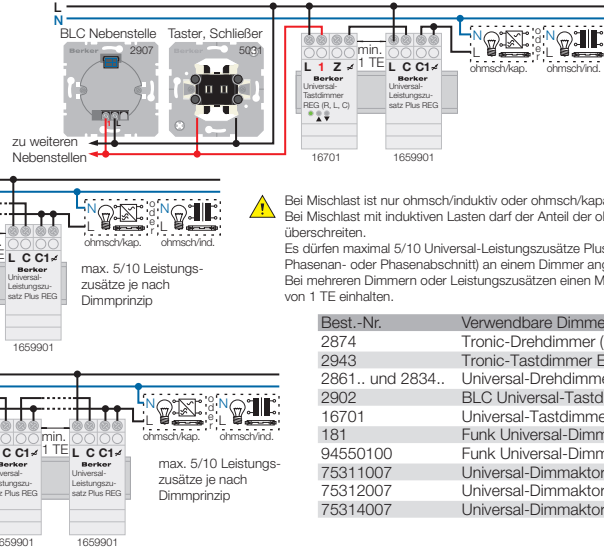 L
N
BLC Nebenstelle Taster, Schließer
Berker 2907
Berker 5031
1 L
zu weiteren
Nebenstellen
L 1 Z
Berker
Universal-
Tastdimmer
REG (R, L, C)
16701
min.
1 TE
L C C1
Berker
Universal-
Leistungszu-
satz Plus REG
1659901
N
L
ohmsch/kap.
oder
N
L
ohmsch/ind.
L C C1
Berker
Universal-
Leistungszu-
satz Plus REG
1659901
N
L
ohmsch/kap.
oder
N
L
ohmsch/ind.
max. 5/10 Leistungs-
zusätze je nach
Dimmprinzip
Bei Mischlast ist nur ohmsch/induktiv oder ohmsch/kapa
Bei Mischlast mit induktiven Lasten darf der Anteil der
überschreiten.
Es dürfen maximal 5/10 Universal-Leistungszusätze Plus
Phasenan- oder Phasenabschnitt) an einem Dimmer ang
Bei mehreren Dimmern oder Leistungszusätzen einen M
von 1 TE einhalten.
Best.-Nr. Verwendbare Dimme
2874 Tronic-Drehdimmer (
2943 Tronic-Tastdimmer E
2861.. und 2834.. Universal-Drehdimme
2902 BLC Universal-Tastd
16701 Universal-Tastdimme
181 Funk Universal-Dimm
94550100 Funk Universal-Dimm
75311007 Universal-Dimmaktor
75312007 Universal-Dimmaktor
75314007 Universal-Dimmaktor
C C1
Berker
versal-
stungszu-
z Plus REG
659901
min.
1 TE
L C C1
Berker
Universal-
Leistungszu-
satz Plus REG
1659901
N
L
ohmsch/kap.
oder
N
L
ohmsch/ind.
max. 5/10 Leistungs-
zusätze je nach
Dimmprinzip